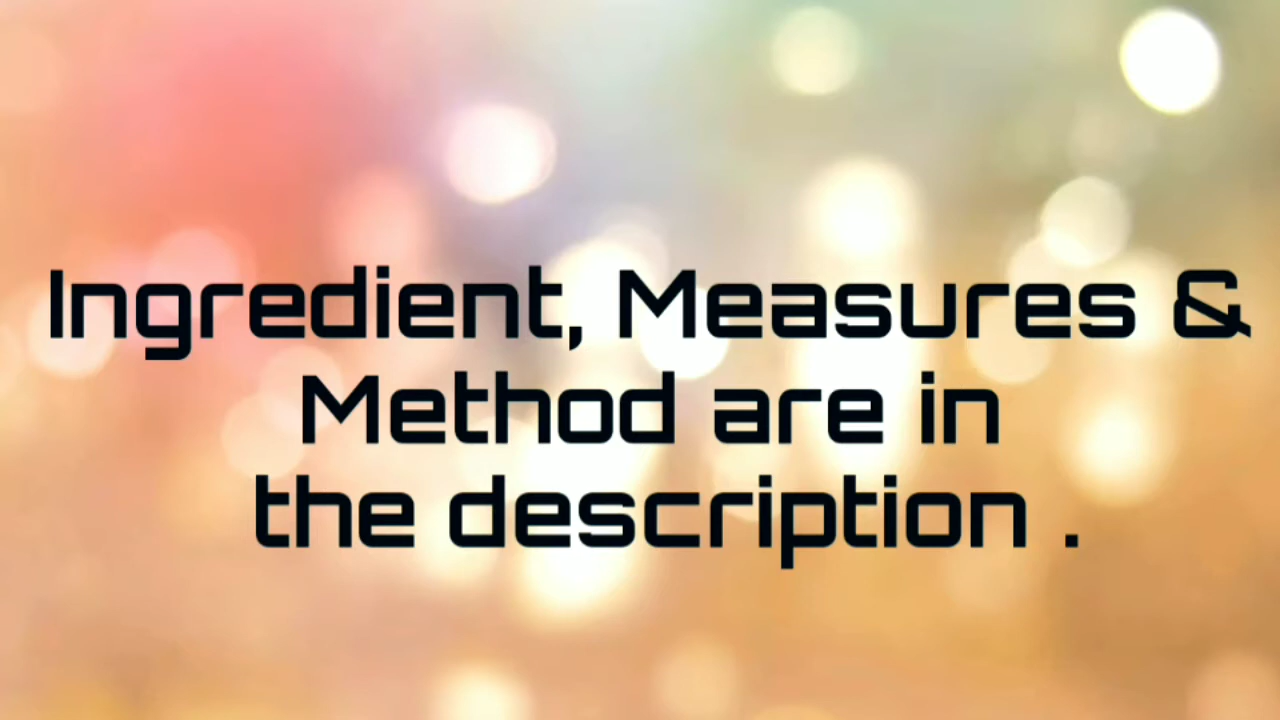 Ingredient, Measures &
Method are in
the description .